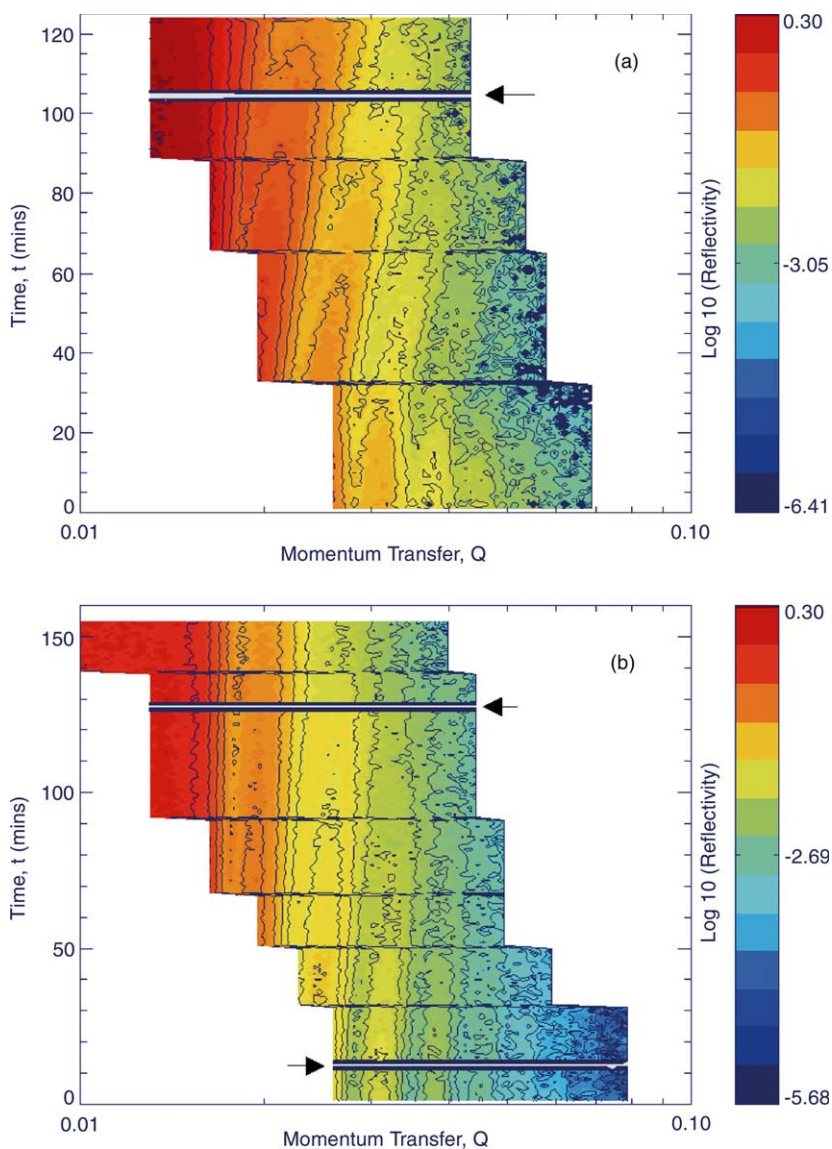 (a)
Time, t (mins)
120
100
80
60
40
20
0
0.01
0.10
Momentum Transfer, Q
Log 10 (Reflectivity)
0.30
-3.05
-6.41
(b)
Time, t (mins)
150
100
50
0
0.01
0.10
Momentum Transfer, Q
Log 10 (Reflectivity)
0.30
-2.69
-5.68